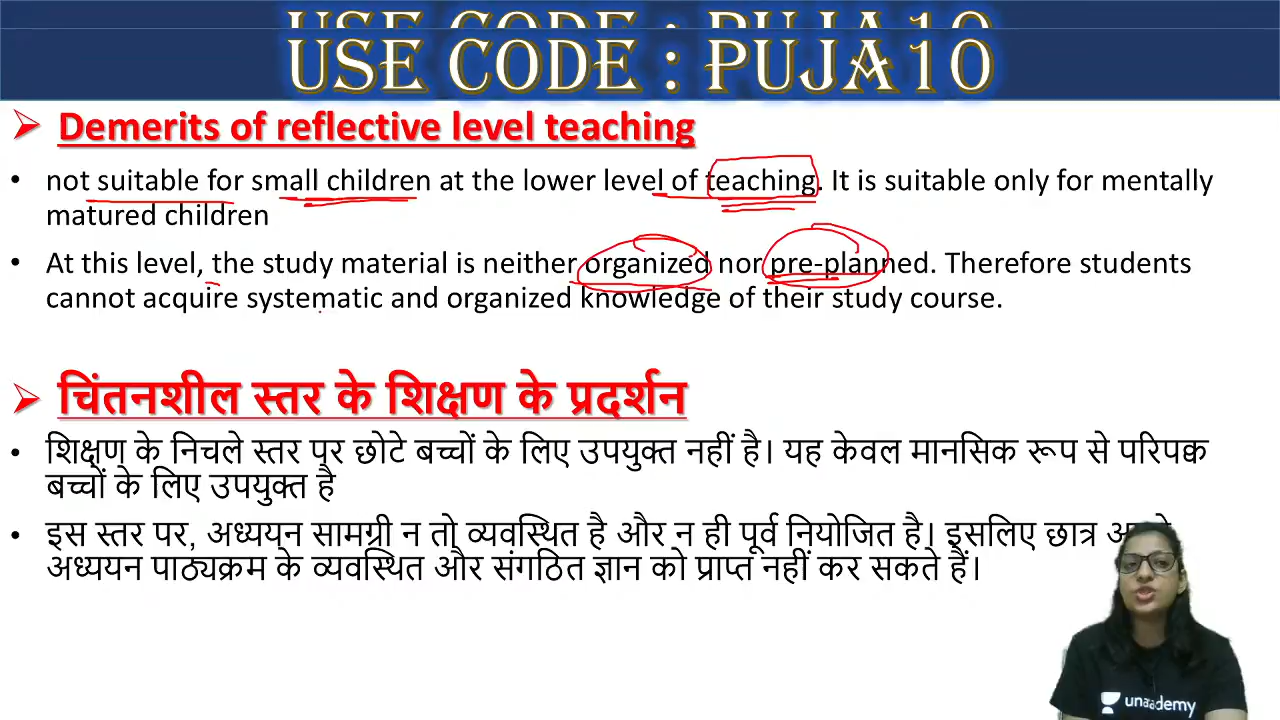 USE CODE : PUJA10
USE CODE : PUJA10
➢ Demerits of reflective level teaching
• not suitable for small children at the lower level of teaching. It is suitable only for mentally
matured children
• At this level, the study material is neither organized nor pre-planned. Therefore students
cannot acquire systematic and organized knowledge of their study course.
➢ चिंतनशील स्तर के शिक्षण के प्रदर्शन
• शिक्षण के निचले स्तर पर छोटे बच्चों के लिए उपयुक्त नहीं है। यह केवल मानसिक रूप से परिपक्व
बच्चों के लिए उपयुक्त है
• इस स्तर पर, अध्ययन सामग्री न तो व्यवस्थित है और न ही पूर्व नियोजित है। इसलिए छात्र
अध्ययन पाठ्यक्रम के व्यवस्थित और संगठित ज्ञान को प्राप्त नहीं कर सकते हैं।
unacademy